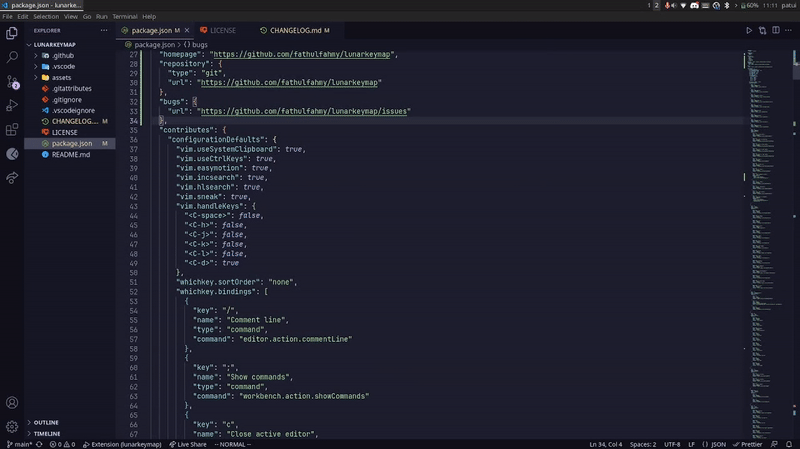 package.json - lunarke...
1 2
60%
11:11
patui
File Edit Selection View Go Run Terminal Help
EXPLORER
package.json M
LICENSE
CHANGELOG.md M
package.json > {} bugs
LUNARKEYMAP
.github
.vscode
assets
.gitattributes
.gitignore
.vscodeignore
CHANGELOG.... M
LICENSE
package.json M
README.md
27 "homepage": "https://github.com/fathulfahmy/lunarkeymap",
28 "repository": {
29 "type": "git",
30 "url": "https://github.com/fathulfahmy/lunarkeymap"
31 },
32 "bugs": {
33 "url": "https://github.com/fathulfahmy/lunarkeymap/issues"
34 },
35 "contributes": {
36 "configurationDefaults": {
37 "vim.useSystemClipboard": true,
38 "vim.useCtrlKeys": true,
39 "vim.easymotion": true,
40 "vim.incsearch": true,
41 "vim.hlsearch": true,
42 "vim.sneak": true,
43 "vim.handleKeys": {
44 "<C-space>": false,
45 "<C-h>": false,
46 "<C-j>": false,
47 "<C-k>": false,
48 "<C-l>": false,
49 "<C-d>": true
50 },
51 "whichkey.sortOrder": "none",
52 "whichkey.bindings": [
53 {
54 "key": "/",
55 "name": "Comment line",
56 "type": "command",
57 "command": "editor.action.commentLine"
58 },
59 {
60 "key": ";",
61 "name": "Show commands",
62 "type": "command",
63 "command": "workbench.action.showCommands"
64 },
65 {
66 "key": "c",
67 "name": "Close active editor",
OUTLINE
TIMELINE
main* 0 0 Extension (lunarkeymap) Live Share -- NORMAL -- Ln 34, Col 4 Spaces: 2 UTF-8 LF {} JSON Prettier